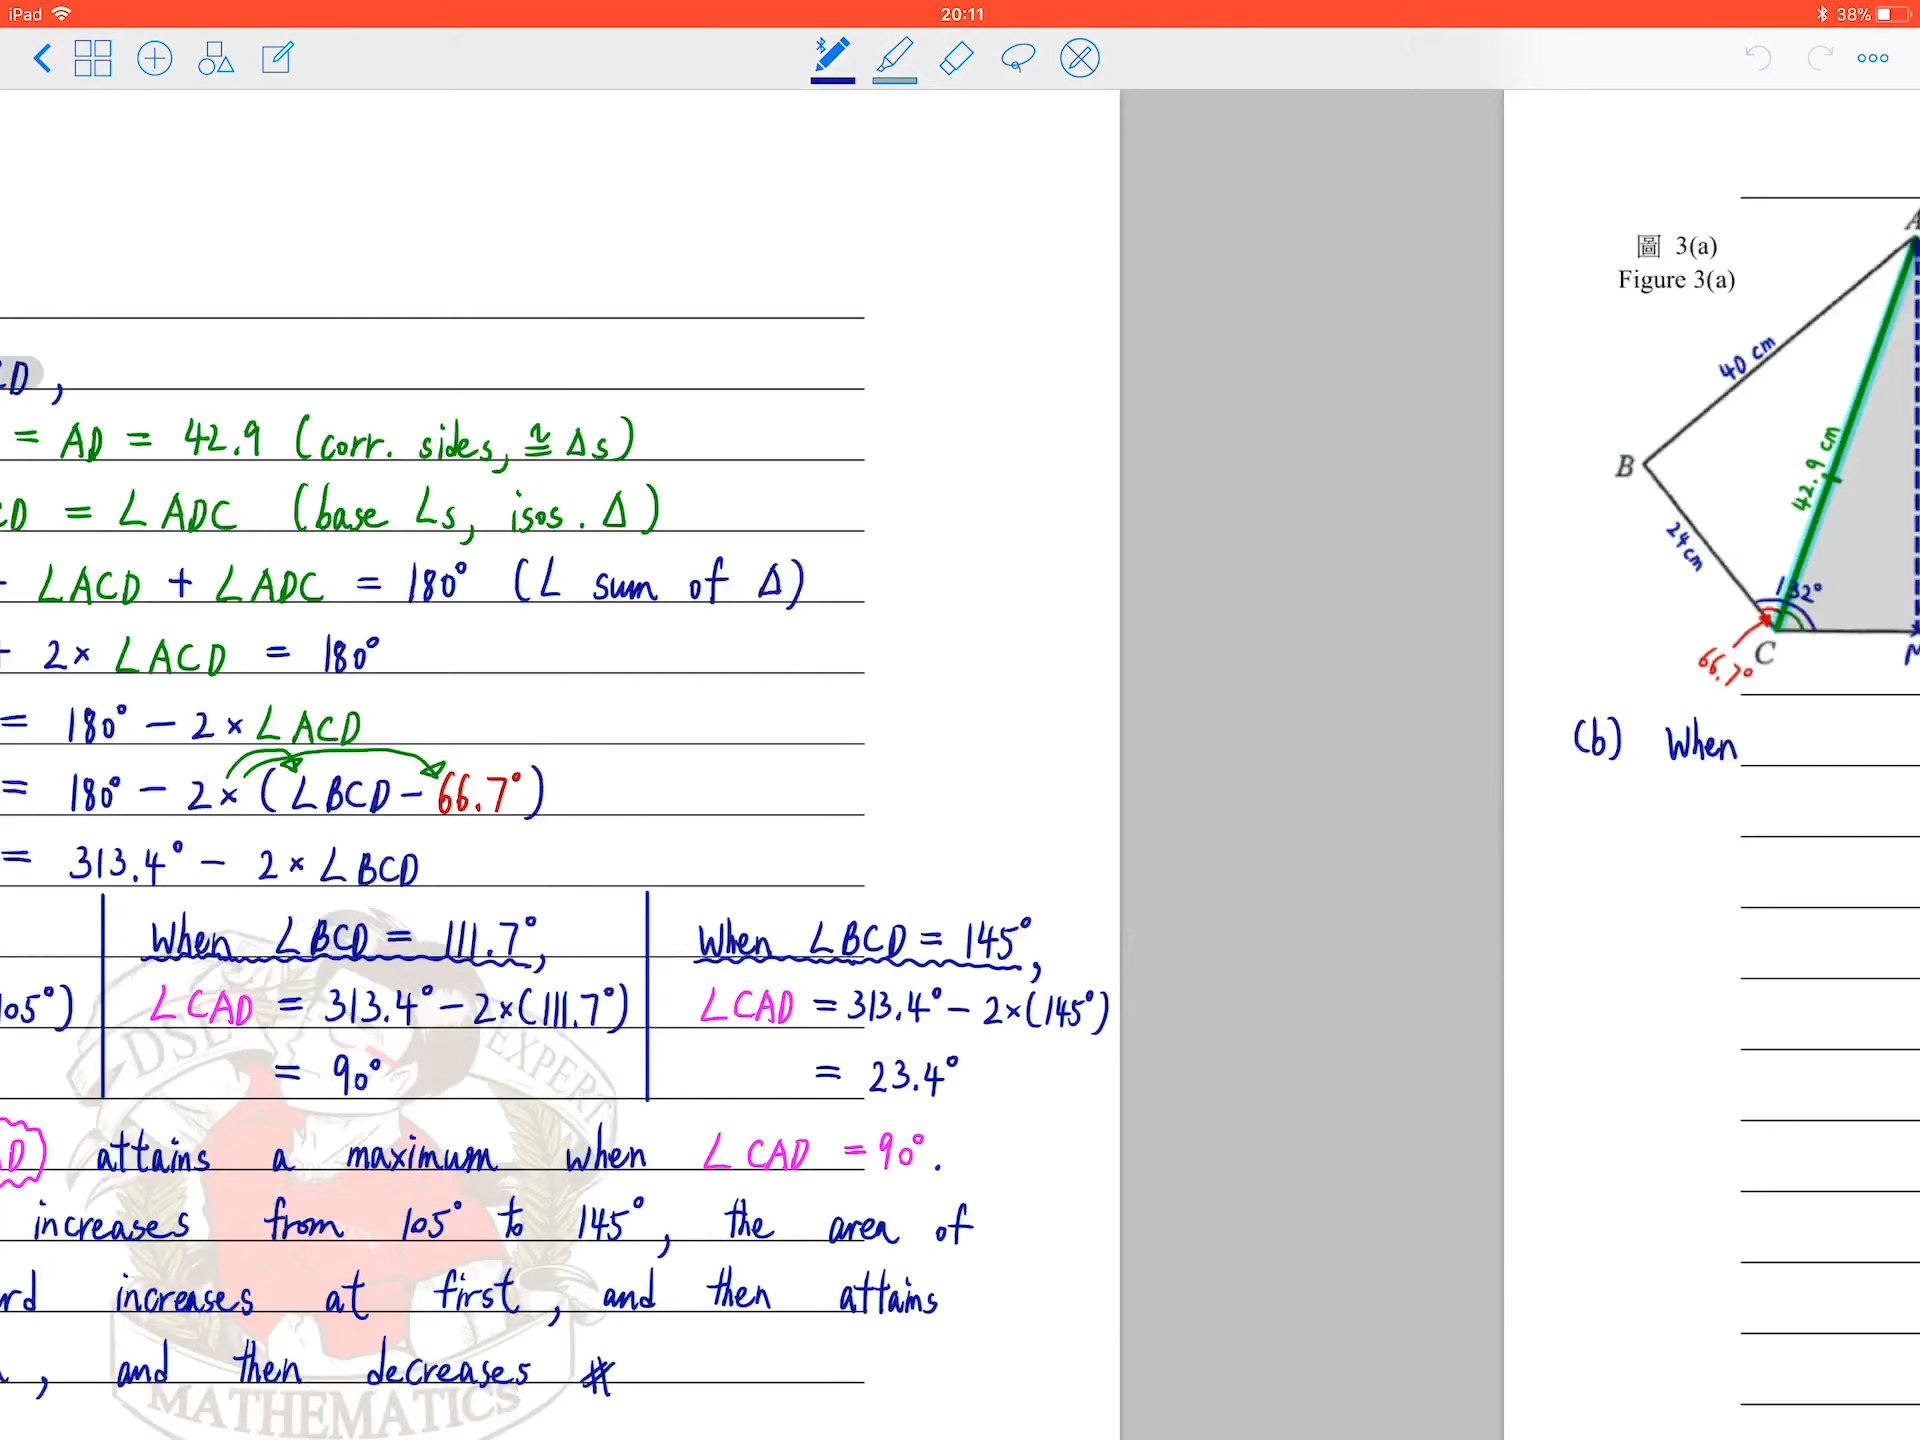 iPad
20:11
38%
CD,
= AD = 42.9 (corr. sides, ≅ Δs)
CD = ∠ADC (base ∠s, isos. Δ)
∠ACD + ∠ADC = 180° (∠ sum of Δ)
+ 2× ∠ACD = 180°
= 180° − 2 × ∠ACD
= 180° − 2× (∠BCD − 66.7°)
= 313.4° − 2 × ∠BCD
105°)
When ∠BCD = 111.7°,
∠CAD = 313.4° − 2×(111.7°)
= 90°
When ∠BCD = 145°,
∠CAD = 313.4° − 2×(145°)
= 23.4°
D) attains a maximum when ∠CAD = 90°.
increases from 105° to 145°, the area of
rd increases at first, and then attains
, and then decreases #
DSE EXPERT
MATHEMATICS
圖 3(a)
Figure 3(a)
A
40 cm
42.9 cm
B
24 cm
132°
C
66.7°
(b) When